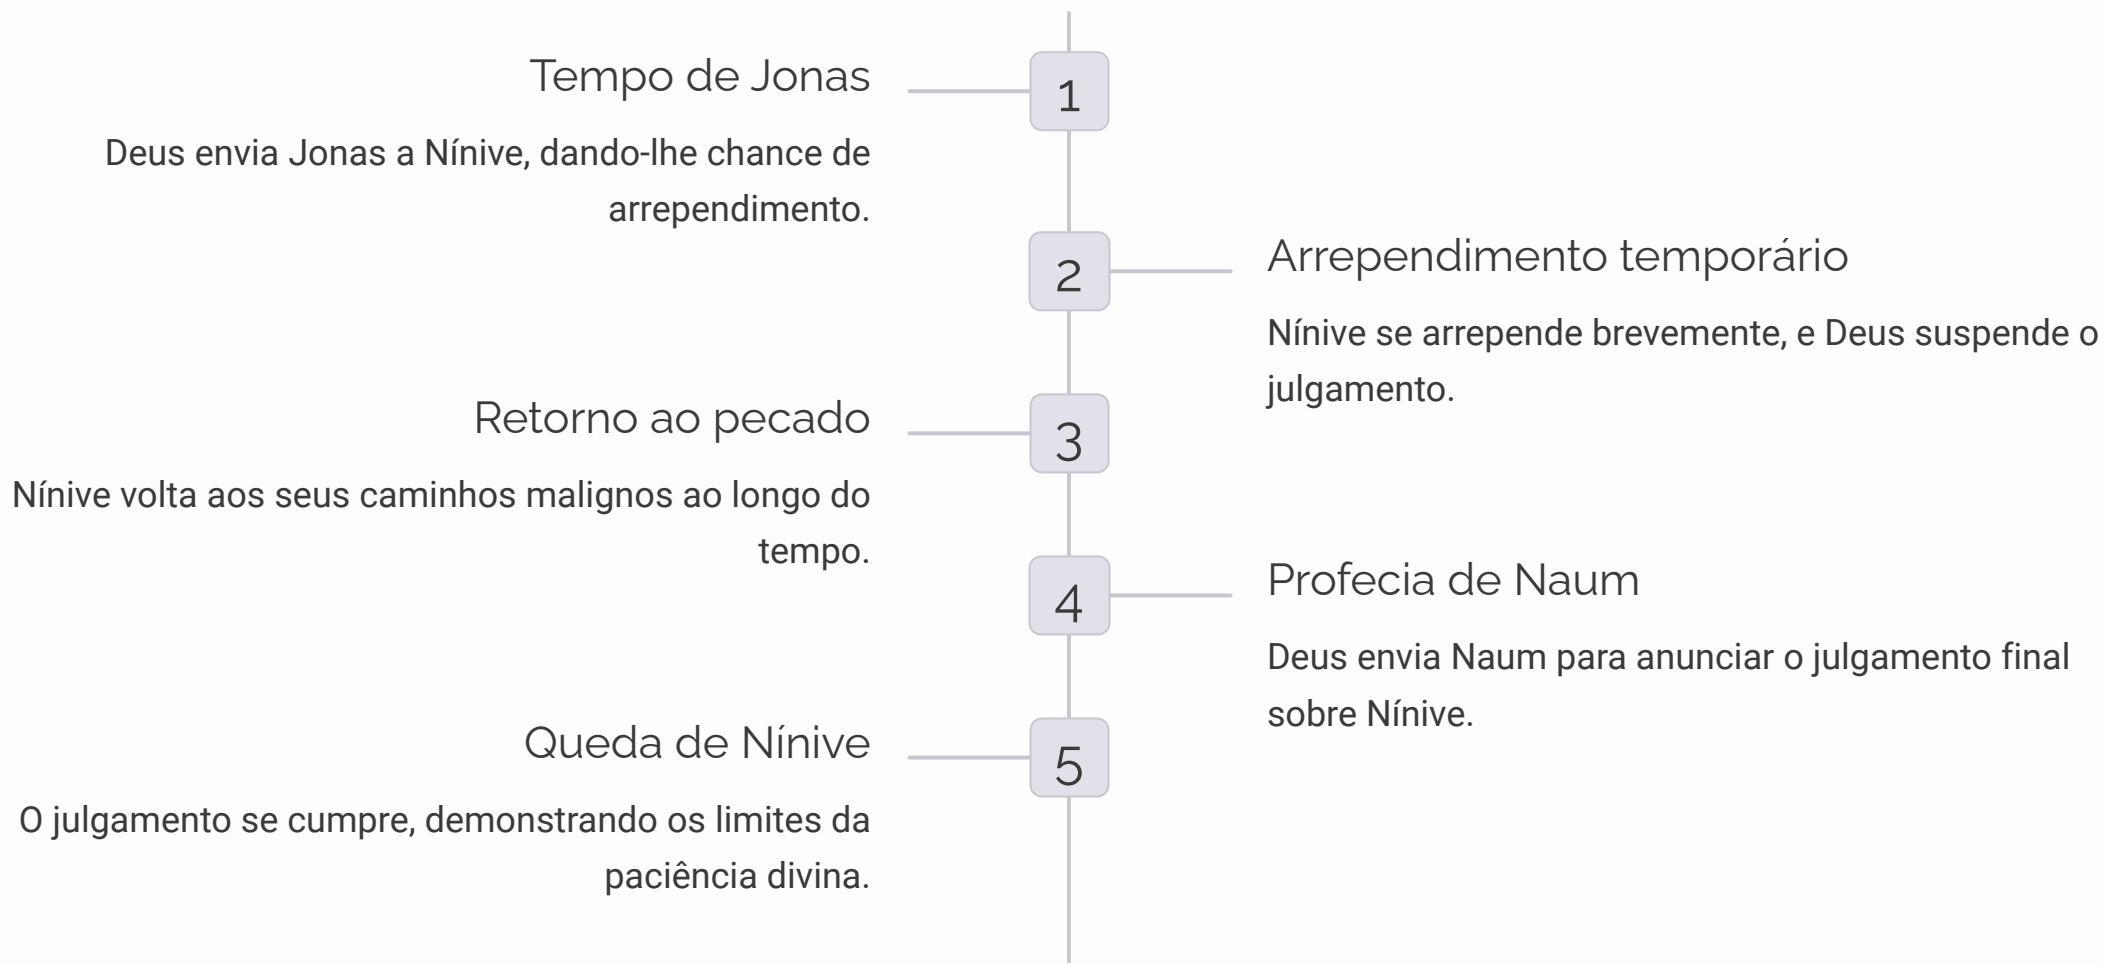 Tempo de Jonas
1
Deus envia Jonas a Nínive, dando-lhe chance de
arrependimento.
2
Arrependimento temporário
Nínive se arrepende brevemente, e Deus suspende o
julgamento.
Retorno ao pecado
3
Nínive volta aos seus caminhos malignos ao longo do
tempo.
4
Profecia de Naum
Deus envia Naum para anunciar o julgamento final
sobre Nínive.
Queda de Nínive
5
O julgamento se cumpre, demonstrando os limites da
paciência divina.